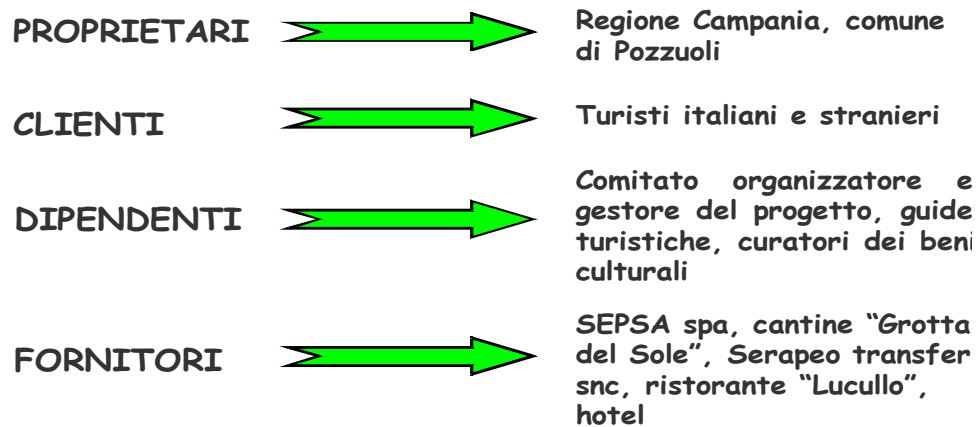 PROPRIETARI
Regione Campania, comune
di Pozzuoli
CLIENTI
Turisti italiani e stranieri
DIPENDENTI
Comitato organizzatore e
gestore del progetto, guide
turistiche, curatori dei beni
culturali
FORNITORI
SEPSA spa, cantine “Grotta
del Sole”, Serapeo transfer
snc, ristorante “Lucullo”,
hotel